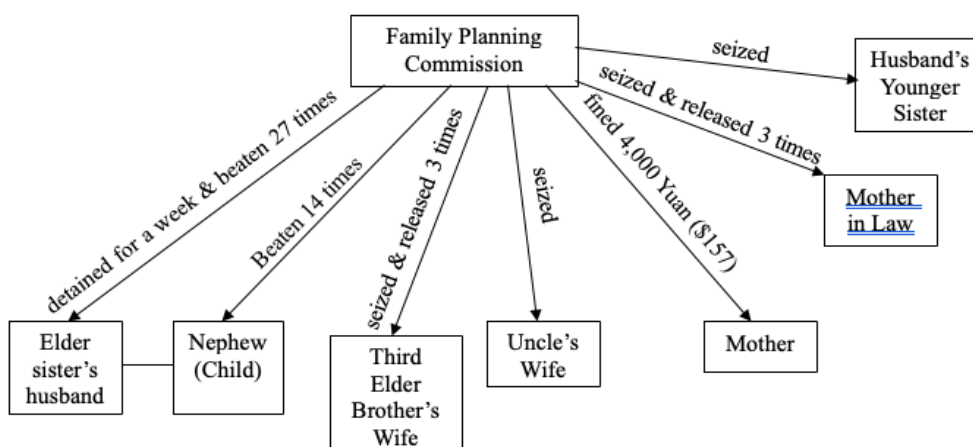 Family Planning
Commission
seized
Husband's
Younger
Sister
seized & released 3 times
Mother
in Law
fined 4,000 Yuan ($157)
seized
seized & released 3 times
Beaten 14 times
detained for a week & beaten 27 times
Elder
sister's
husband
Nephew
(Child)
Third
Elder
Brother's
Wife
Uncle's
Wife
Mother